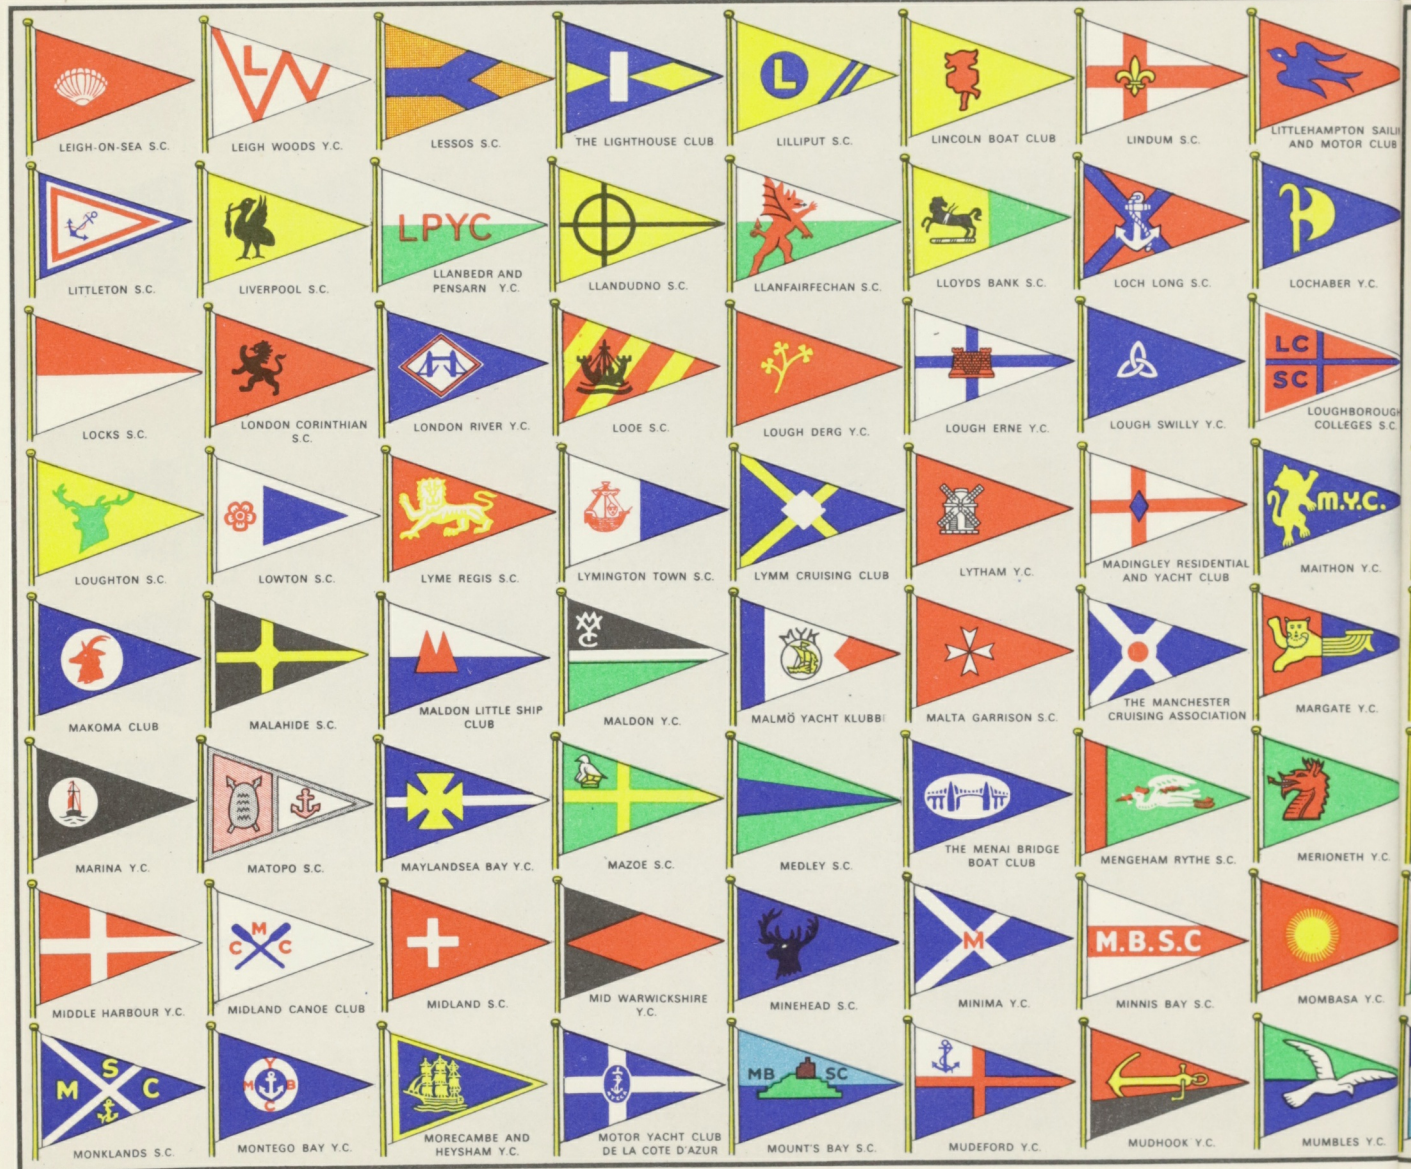 LW
L
LEIGH-ON-SEA S.C.
LEIGH WOODS Y.C.
LESSOS S.C.
THE LIGHTHOUSE CLUB
LILLIPUT S.C.
LINCOLN BOAT CLUB
LINDUM S.C.
LITTLEHAMPTON
AND MOTOR CLUB
LPYC
LITTLETON S.C.
LIVERPOOL S.C.
LLANBEDR AND
PENSARN Y.C.
LLANDUDNO S.C.
LLANFAIRFECHAN S.C.
LLOYDS BANK S.C.
LOCH LONG S.C.
LOCHABER Y.C.
LC
SC
LOCKS S.C.
LONDON CORINTHIAN
S.C.
LONDON RIVER Y.C.
LOOE S.C.
LOUGH DERG Y.C.
LOUGH ERNE Y.C.
LOUGH SWILLY Y.C.
LOUGHBOROUGH
COLLEGES S.C.
M.Y.C.
LOUGHTON S.C.
LOWTON S.C.
LYME REGIS S.C.
LYMINGTON TOWN S.C.
LYMM CRUISING CLUB
LYTHAM Y.C.
MADINGLEY RESIDENTIAL
AND YACHT CLUB
MAITHON Y.C.
MYC
MYK
MAKOMA CLUB
MALAHIDE S.C.
MALDON LITTLE SHIP
CLUB
MALDON Y.C.
MALMÖ YACHT KLUBB
MALTA GARRISON S.C.
THE MANCHESTER
CRUISING ASSOCIATION
MARGATE Y.C.
MARINA Y.C.
MATOPO S.C.
MAYLANDSEA BAY Y.C.
MAZOE S.C.
MEDLEY S.C.
THE MENAI BRIDGE
BOAT CLUB
MENGEHAM RYTHE S.C.
MERIONETH Y.C.
M
C C
M
M.B.S.C
MIDDLE HARBOUR Y.C.
MIDLAND CANOE CLUB
MIDLAND S.C.
MID WARWICKSHIRE
Y.C.
MINEHEAD S.C.
MINIMA Y.C.
MINNIS BAY S.C.
MOMBASA Y.C.
S
M C
Y
M B
C
MB SC
MONKLANDS S.C.
MONTEGO BAY Y.C.
MORECAMBE AND
HEYSHAM Y.C.
MOTOR YACHT CLUB
DE LA COTE D'AZUR
MOUNT'S BAY S.C.
MUDEFORD Y.C.
MUDHOOK Y.C.
MUMBLES Y.C.